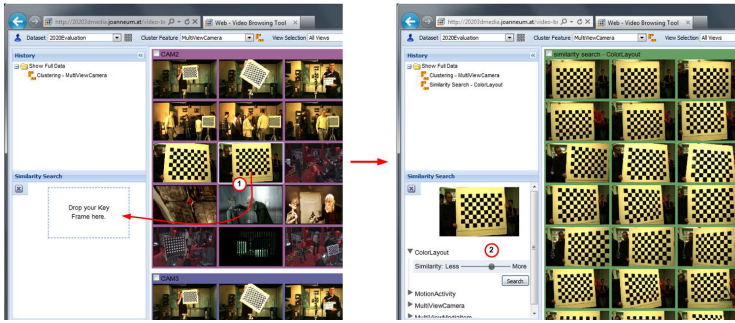 http://20203dmedia.joanneum.at/video-br
Web - Video Browsing Tool
Dataset 2020Evaluation
Cluster Feature MultiViewCamera
View Selection All Views
History
Show Full Data
Clustering - MultiViewCamera
CAM2
Similarity Search
Drop your Key
Frame here.
1
CAM3
http://20203dmedia.joanneum.at/video-br
Web - Video Browsing Tool
Dataset 2020Evaluation
Cluster Feature MultiViewCamera
View Selection All Views
History
Show Full Data
Clustering - MultiViewCamera
Similarity Search - ColorLayout
similarity search - ColorLayout
Similarity Search
ColorLayout
2
Similarity: Less
More
Search
MotionActivity
MultiViewCamera
MultiViewMediaItem